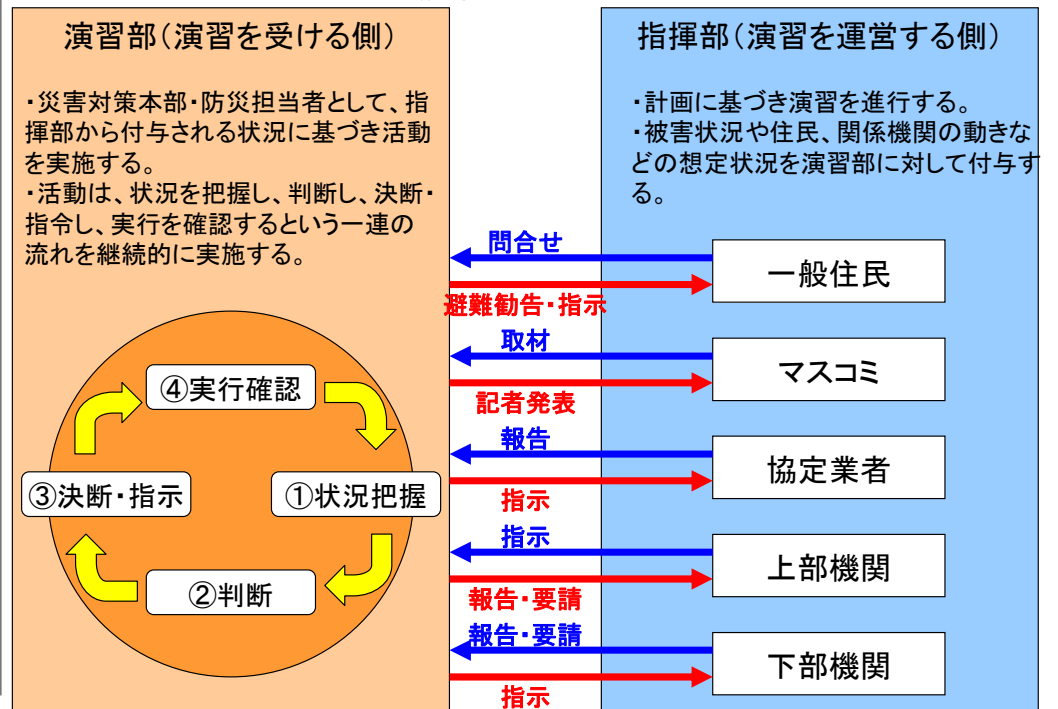 演習部(演習を受ける側)
・災害対策本部・防災担当者として、指
揮部から付与される状況に基づき活動
を実施する。
・活動は、状況を把握し、判断し、決断・
指令し、実行を確認するという一連の
流れを継続的に実施する。
④実行確認
③決断・指示
①状況把握
②判断
指揮部(演習を運営する側)
・計画に基づき演習を進行する。
・被害状況や住民、関係機関の動きな
どの想定状況を演習部に対して付与す
る。
問合せ
一般住民
避難勧告・指示
取材
マスコミ
記者発表
報告
協定業者
指示
指示
上部機関
報告・要請
報告・要請
下部機関
指示